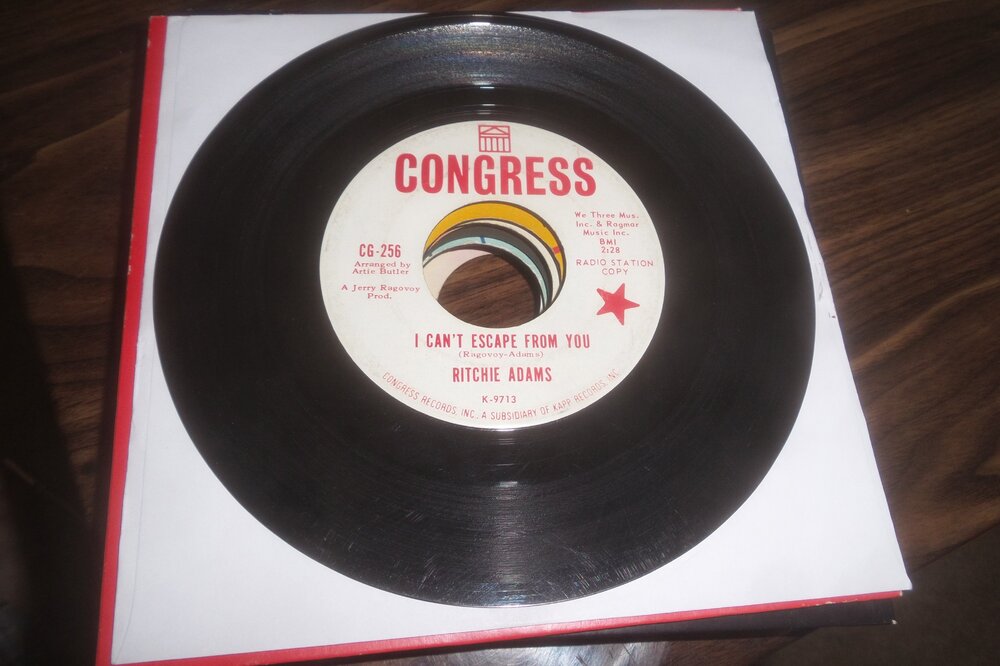 CONGRESS
CG-256
Arranged by
Artie Butler
A Jerry Ragovoy
Prod.
We Three Mus.
Inc. & Ragmar
Music Inc.
BMI
2:28
RADIO STATION
COPY
I CAN'T ESCAPE FROM YOU
(Ragovoy-Adams)
RITCHIE ADAMS
K-9713
CONGRESS RECORDS, INC. A SUBSIDIARY OF KAPP RECORDS, INC.